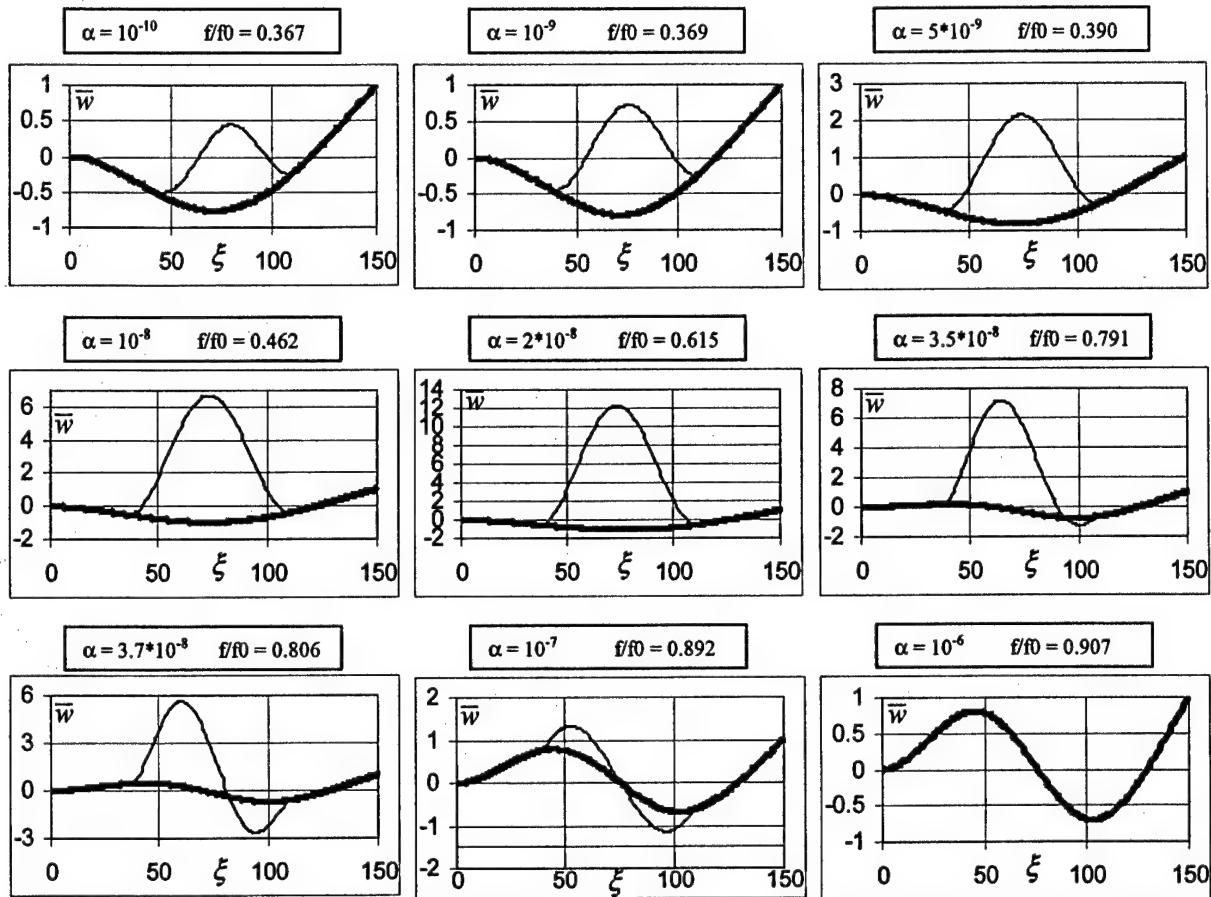 α = 10⁻¹⁰ f/f0 = 0.367
α = 10⁻⁹ f/f0 = 0.369
α = 5*10⁻⁹ f/f0 = 0.390
1
0.5
0
-0.5
-1
w̅
0 50 ξ 100 150
1
0.5
0
-0.5
-1
w̅
0 50 ξ 100 150
3
2
1
0
-1
w̅
0 50 ξ 100 150
α = 10⁻⁸ f/f0 = 0.462
α = 2*10⁻⁸ f/f0 = 0.615
α = 3.5*10⁻⁸ f/f0 = 0.791
6
4
2
0
-2
w̅
0 50 ξ 100 150
14
12
10
8
6
4
2
0
-2
w̅
0 50 ξ 100 150
8
6
4
2
0
-2
w̅
0 50 ξ 100 150
α = 3.7*10⁻⁸ f/f0 = 0.806
α = 10⁻⁷ f/f0 = 0.892
α = 10⁻⁶ f/f0 = 0.907
6
3
0
-3
w̅
0 50 ξ 100 150
2
1
0
-1
-2
w̅
0 50 ξ 100 150
1
0.5
0
-0.5
-1
w̅
0 50 ξ 100 150